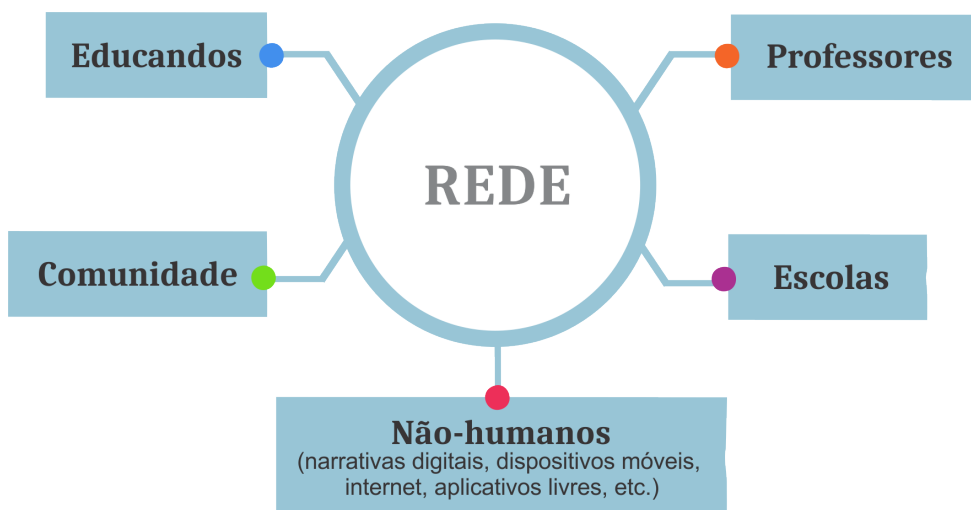 Educandos
Professores
REDE
Comunidade
Escolas
Não-humanos
(narrativas digitais, dispositivos móveis,
internet, aplicativos livres, etc.)